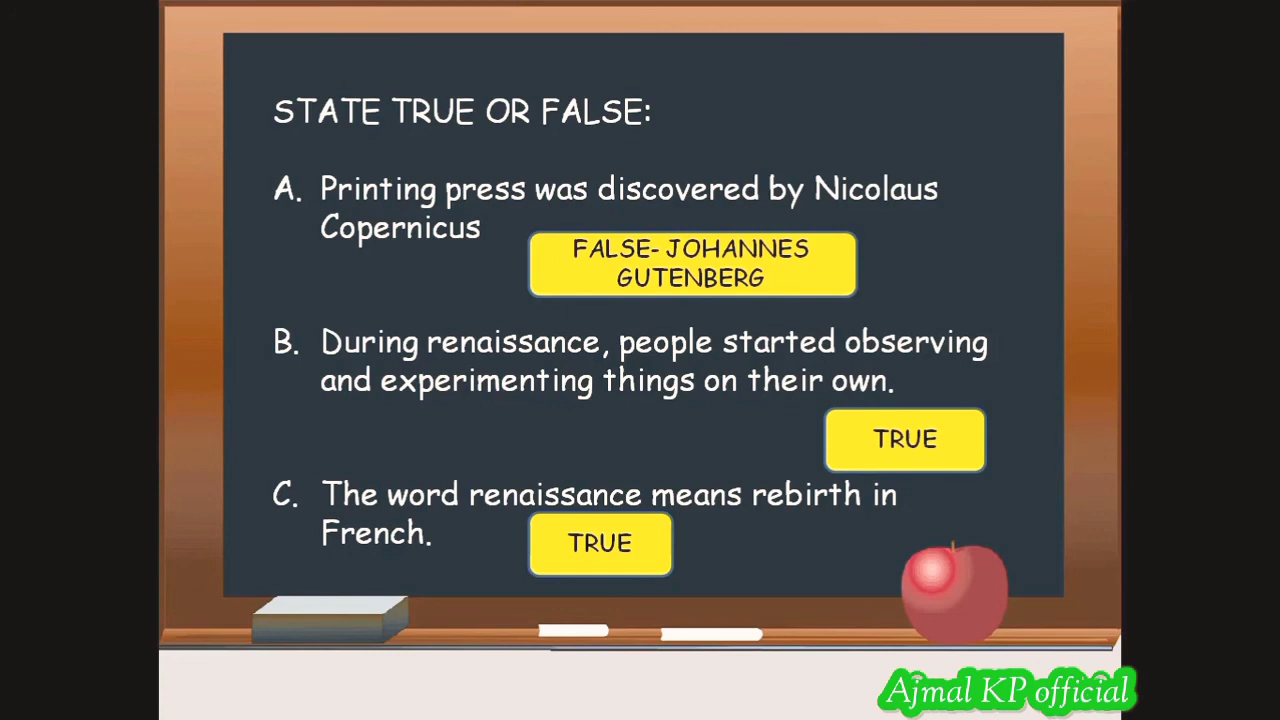 STATE TRUE OR FALSE:
A. Printing press was discovered by Nicolaus
Copernicus
FALSE- JOHANNES
GUTENBERG
B. During renaissance, people started observing
and experimenting things on their own.
TRUE
C. The word renaissance means rebirth in
French.
TRUE
Ajmal KP official